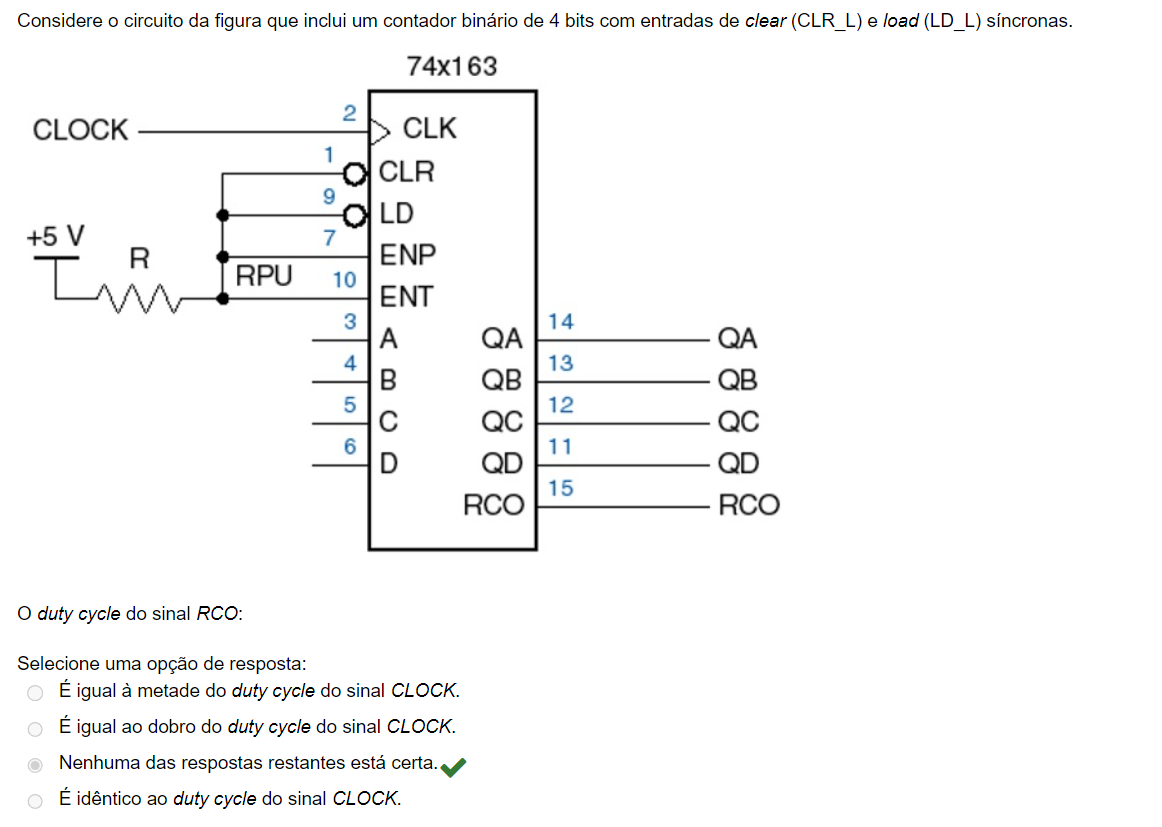 Considere o circuito da figura que inclui um contador binário de 4 bits com entradas de clear (CLR_L) e load (LD_L) síncronas.
74x163
CLOCK
2
CLK
1
CLR
9
LD
+5 V
7
ENP
R
RPU
10
ENT
3
14
A
QA
QA
4
13
B
QB
QB
5
12
C
QC
QC
6
11
D
QD
QD
15
RCO
RCO
O duty cycle do sinal RCO:
Selecione uma opção de resposta:
É igual à metade do duty cycle do sinal CLOCK.
É igual ao dobro do duty cycle do sinal CLOCK.
Nenhuma das respostas restantes está certa.
É idêntico ao duty cycle do sinal CLOCK.